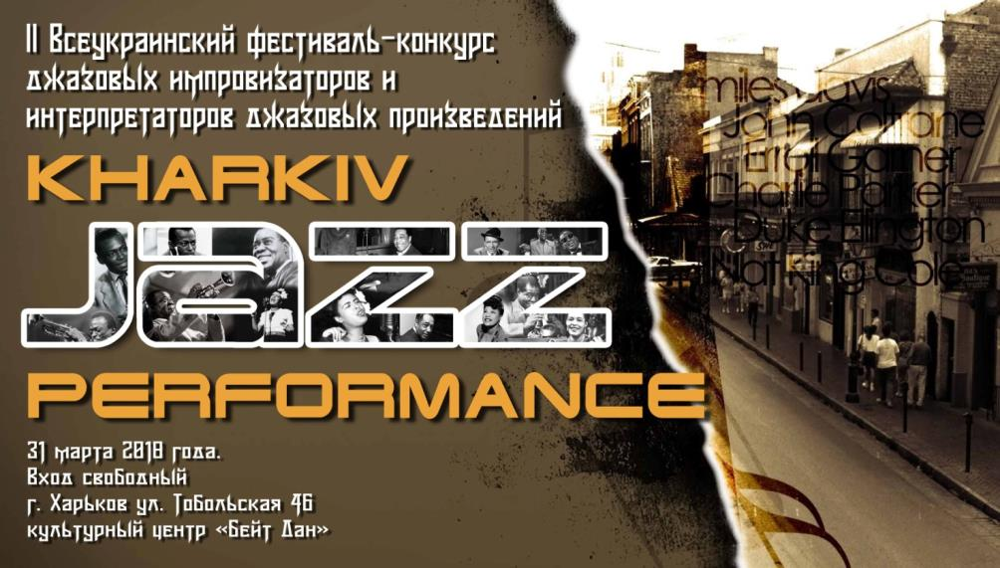 II Всеукраинский фестиваль-конкурс
джазовых импровизаторов и
интерпретаторов джазовых произведений
KHARKIV
Jazz
PERFORMANCE
31 марта 2018 года.
Вход свободный
г. Харьков ул. Тобольская 46
культурный центр «Бейт Дан»
miles davis
John Coltrane
Errol Garner
Charlie Parker
Duke Ellington
Nat King Cole